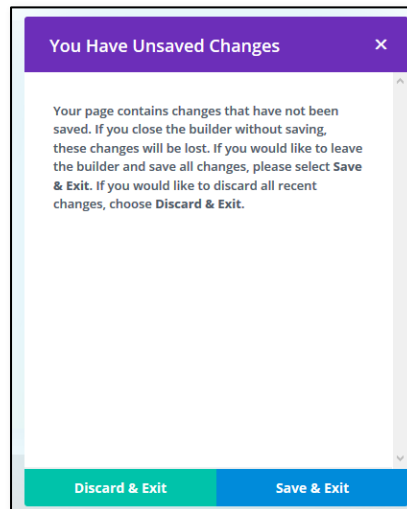 You Have Unsaved Changes ×
Your page contains changes that have not been
saved. If you close the builder without saving,
these changes will be lost. If you would like to leave
the builder and save all changes, please select Save
& Exit. If you would like to discard all recent
changes, choose Discard & Exit.
Discard & Exit Save & Exit